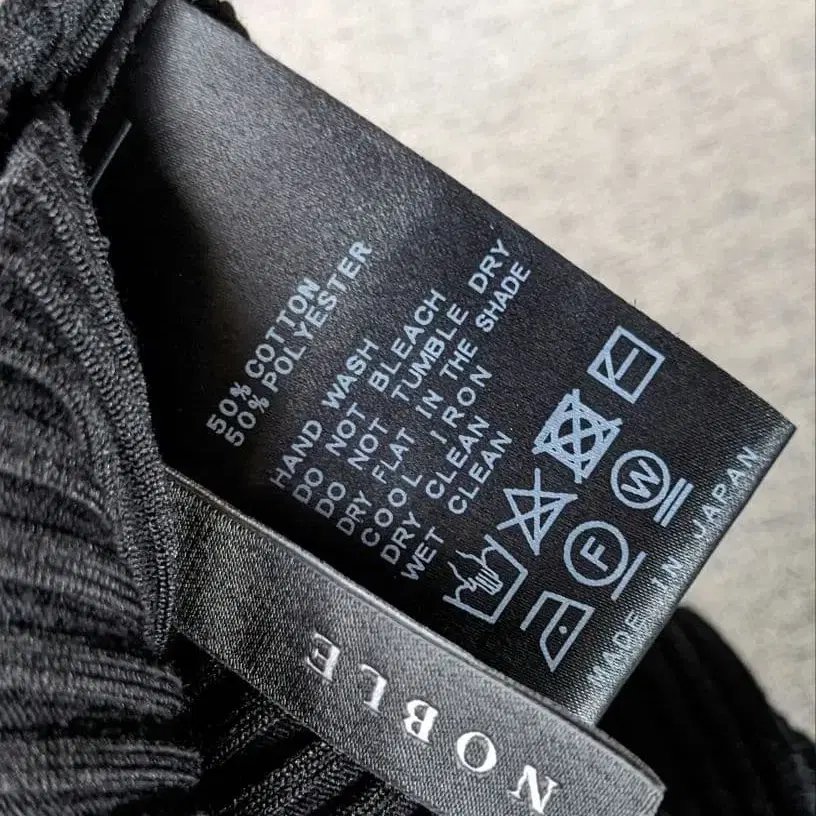 50% COTTON
50% POLYESTER
HAND WASH
DO NOT BLEACH
DO NOT TUMBLE DRY
DRY FLAT IN THE SHADE
COOL IRON
DRY CLEAN
WET CLEAN
F
W
MADE IN JAPAN
NOBLE